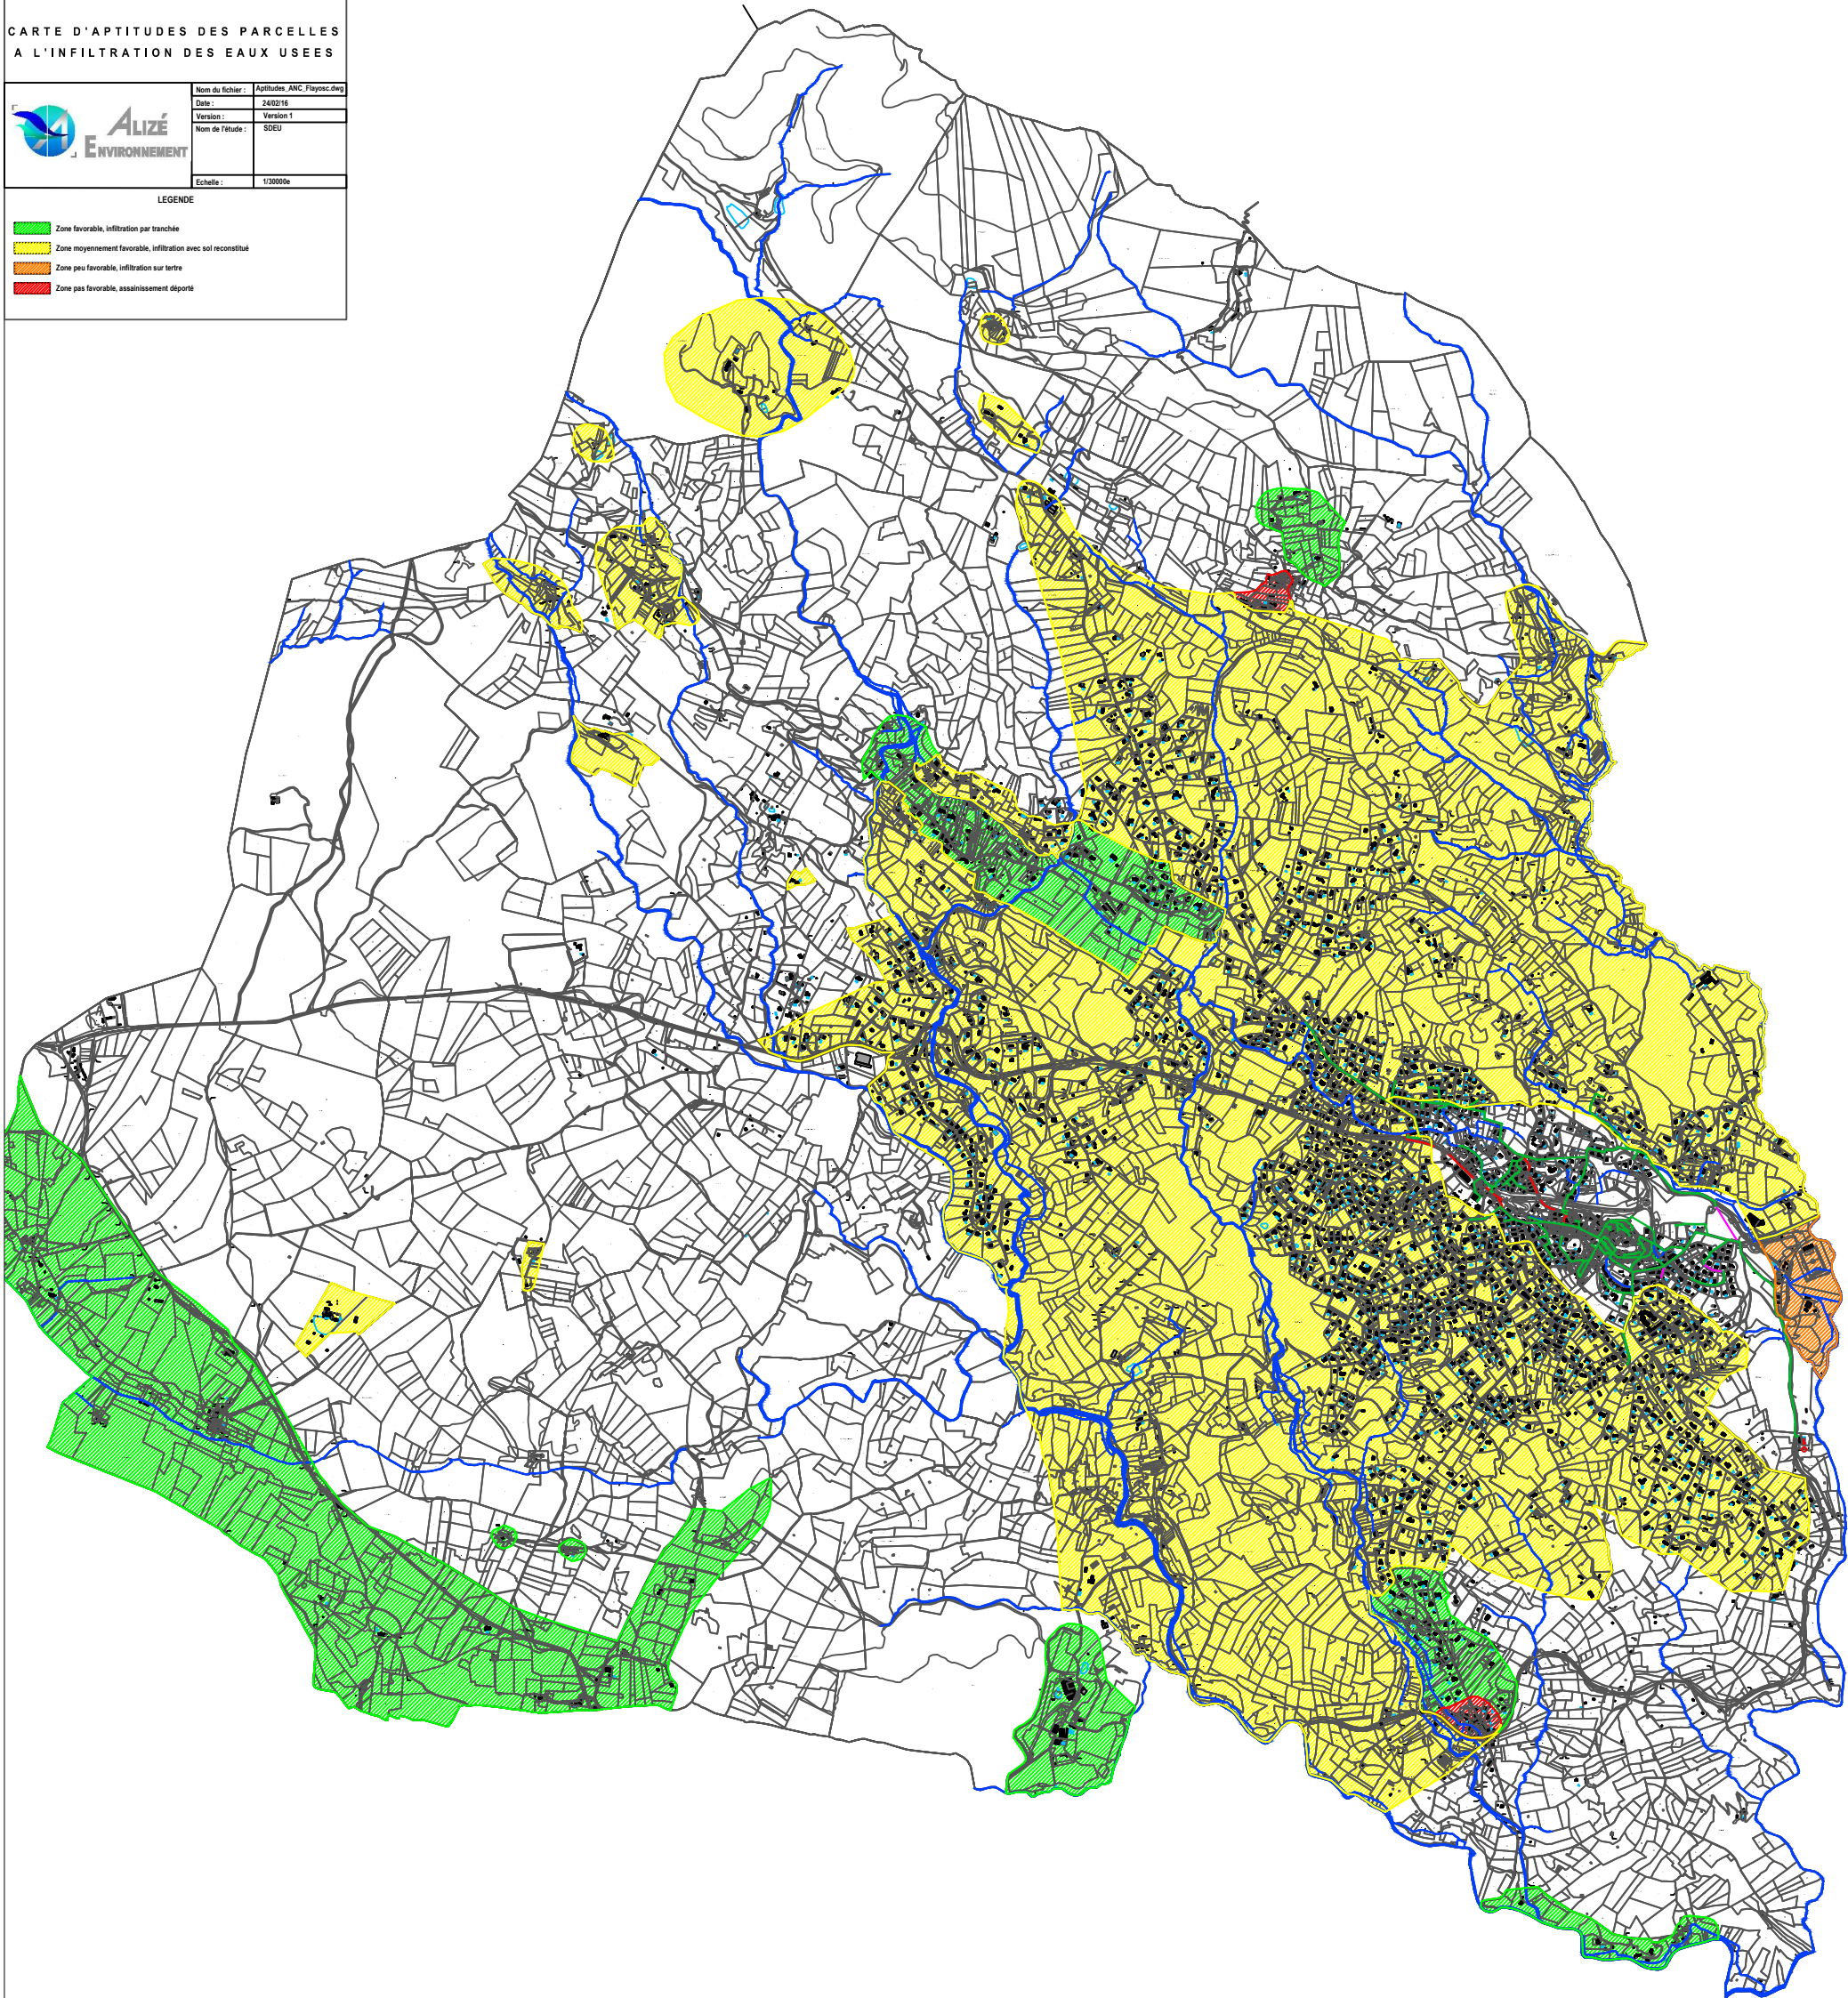 CARTE D'APTITUDES DES PARCELLES
A L'INFILTRATION DES EAUX USEES
ALIZÉ
ENVIRONNEMENT
Nom du fichier : Aptitudes_ANC_Flayosc.dwg
Date : 24/02/16
Version : Version 1
Nom de l'étude : SDEU
Echelle : 1/30000e
LEGENDE
Zone favorable, infiltration par tranchée
Zone moyennement favorable, infiltration avec sol reconstitué
Zone peu favorable, infiltration sur tertre
Zone pas favorable, assainissement déporté